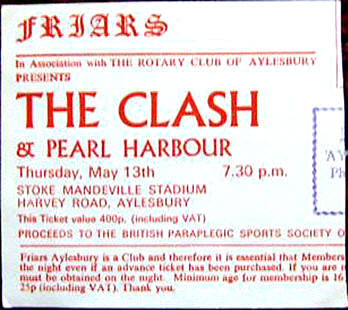 FRIARS
In Association with THE ROTARY CLUB OF AYLESBURY
PRESENTS
THE CLASH
& PEARL HARBOUR
Thursday, May 13th 7.30 p.m.
STOKE MANDEVILLE STADIUM
HARVEY ROAD, AYLESBURY
This Ticket value 400p. (including VAT)
PROCEEDS TO THE BRITISH PARAPLEGIC SPORTS SOCIETY
Friars Aylesbury is a Club and therefore it is essential that Members
the night even if an advance ticket has been purchased. If you are
must be obtained on the night. Minimum age for membership is 16
25p (including VAT). Thank you.